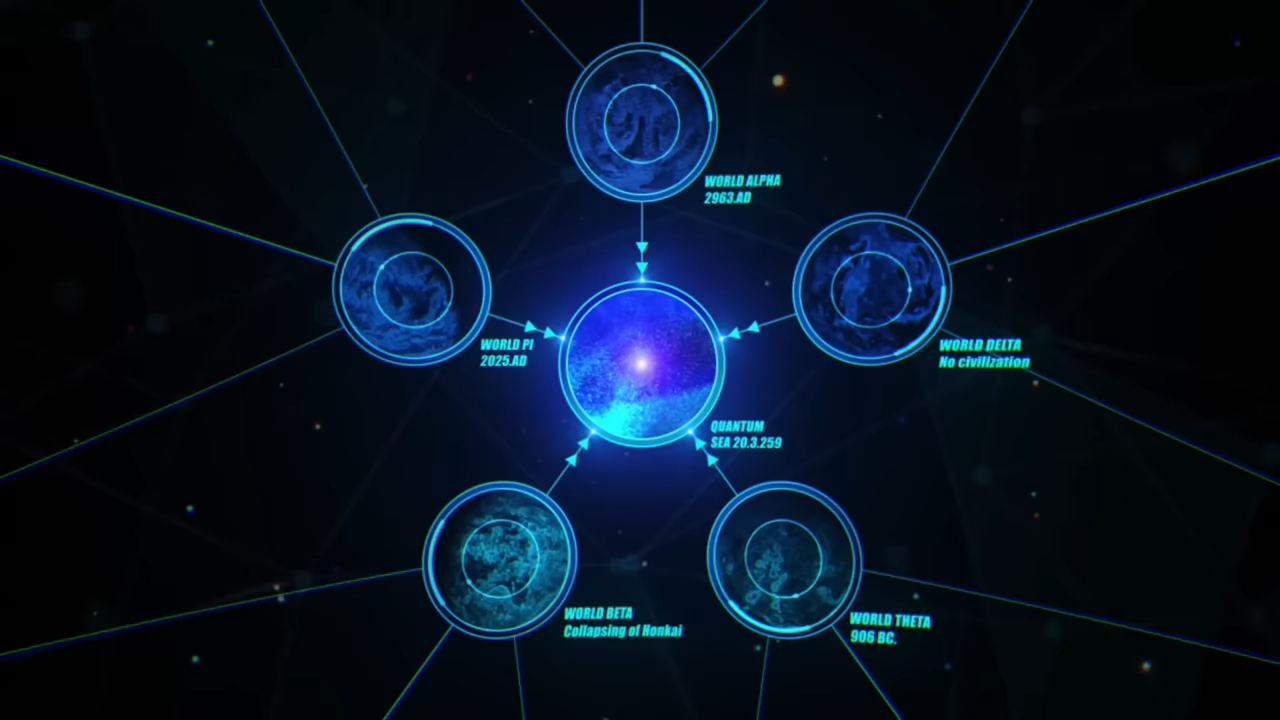 WORLD ALPHA
2963.AD
WORLD PI
2025.AD
WORLD DELTA
No civilization
QUANTUM
SEA 20.3.259
WORLD BETA
Collapsing of Honkai
WORLD THETA
906 BC.